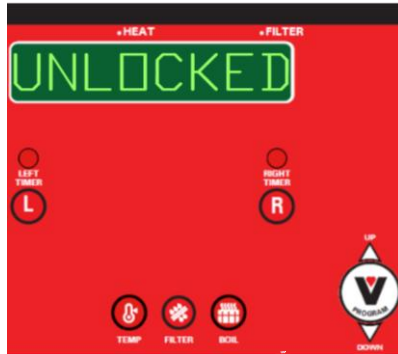 •HEAT •FILTER
UNLOCKED
LEFT TIMER
RIGHT TIMER
L
R
UP
V
PROGRAM
DOWN
TEMP
FILTER
BOIL